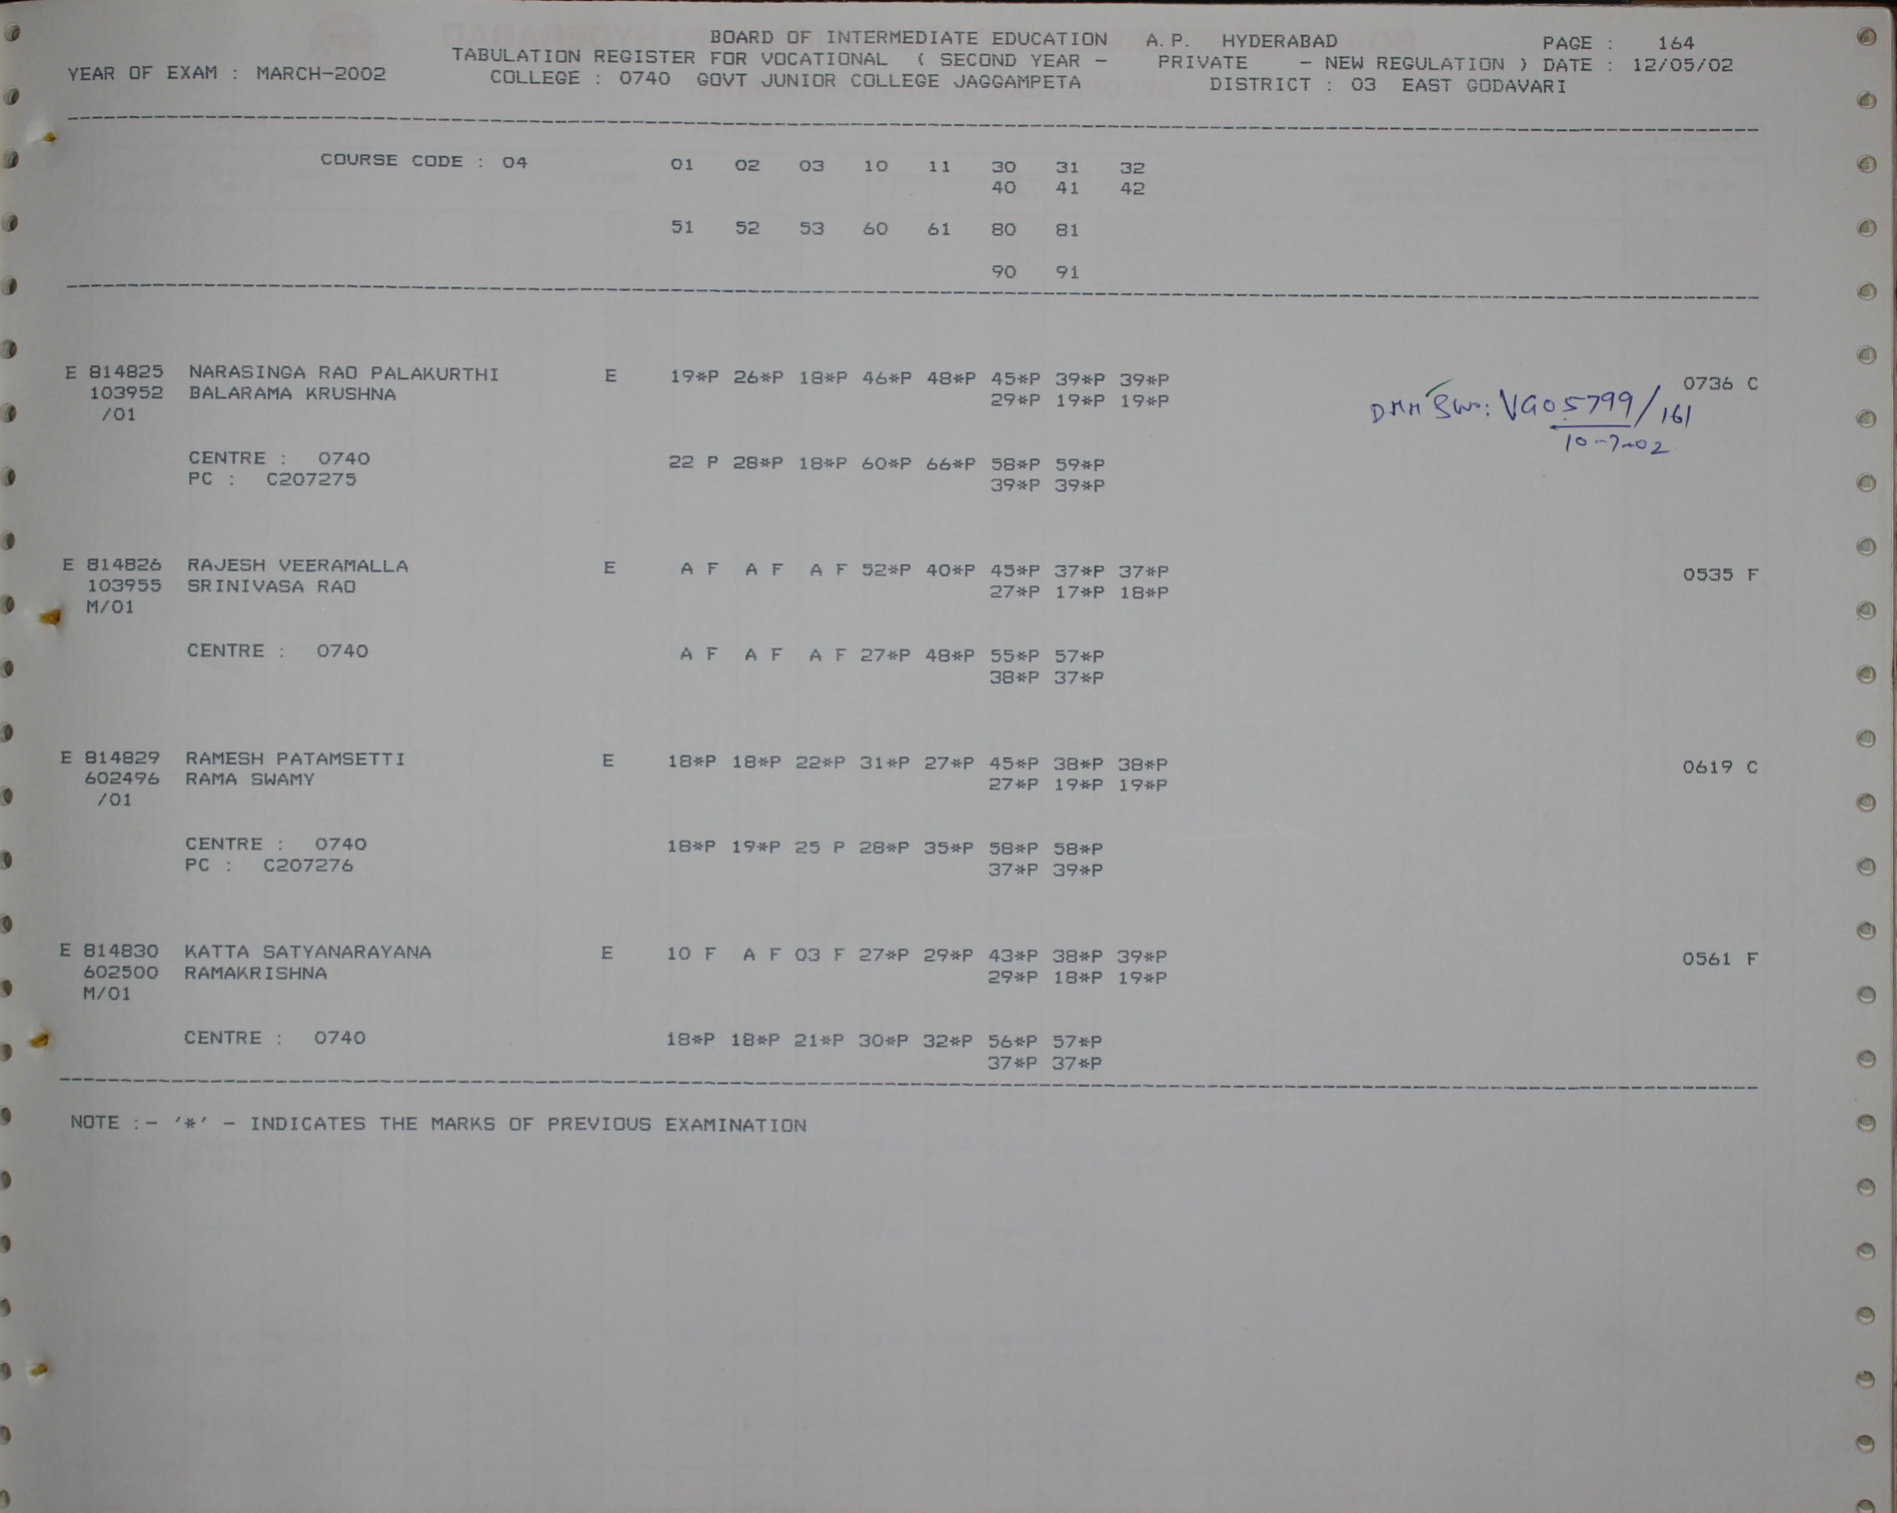 BOARD OF INTERMEDIATE EDUCATION A.P. HYDERABAD PAGE : 164
TABULATION REGISTER FOR VOCATIONAL ( SECOND YEAR - PRIVATE - NEW REGULATION ) DATE : 12/05/02
YEAR OF EXAM : MARCH-2002 COLLEGE : 0740 GOVT JUNIOR COLLEGE JAGGAMPETA DISTRICT : 03 EAST GODAVARI
COURSE CODE : 04 01 02 03 10 11 30 31 32
40 41 42
51 52 53 60 61 80 81
90 91
E 814825 NARASINGA RAO PALAKURTHI E 19*P 26*P 18*P 46*P 48*P 45*P 39*P 39*P 0736 C
103952 BALARAMA KRUSHNA 29*P 19*P 19*P
/01
VG05799/161
10-7-02
CENTRE : 0740 22 P 28*P 18*P 60*P 66*P 58*P 59*P
PC : C207275 39*P 39*P
E 814826 RAJESH VEERAMALLA E A F A F A F 52*P 40*P 45*P 37*P 37*P 0535 F
103955 SRINIVASA RAO 27*P 17*P 18*P
M/01
CENTRE : 0740 A F A F A F 27*P 48*P 55*P 57*P
38*P 37*P
E 814829 RAMESH PATAMSETTI E 18*P 18*P 22*P 31*P 27*P 45*P 38*P 38*P 0619 C
602496 RAMA SWAMY 27*P 19*P 19*P
/01
CENTRE : 0740 18*P 19*P 25 P 28*P 35*P 58*P 58*P
PC : C207276 37*P 39*P
E 814830 KATTA SATYANARAYANA E 10 F A F 03 F 27*P 29*P 43*P 38*P 39*P 0561 F
602500 RAMAKRISHNA 29*P 18*P 19*P
M/01
CENTRE : 0740 18*P 18*P 21*P 30*P 32*P 56*P 57*P
37*P 37*P
NOTE :- '*' - INDICATES THE MARKS OF PREVIOUS EXAMINATION